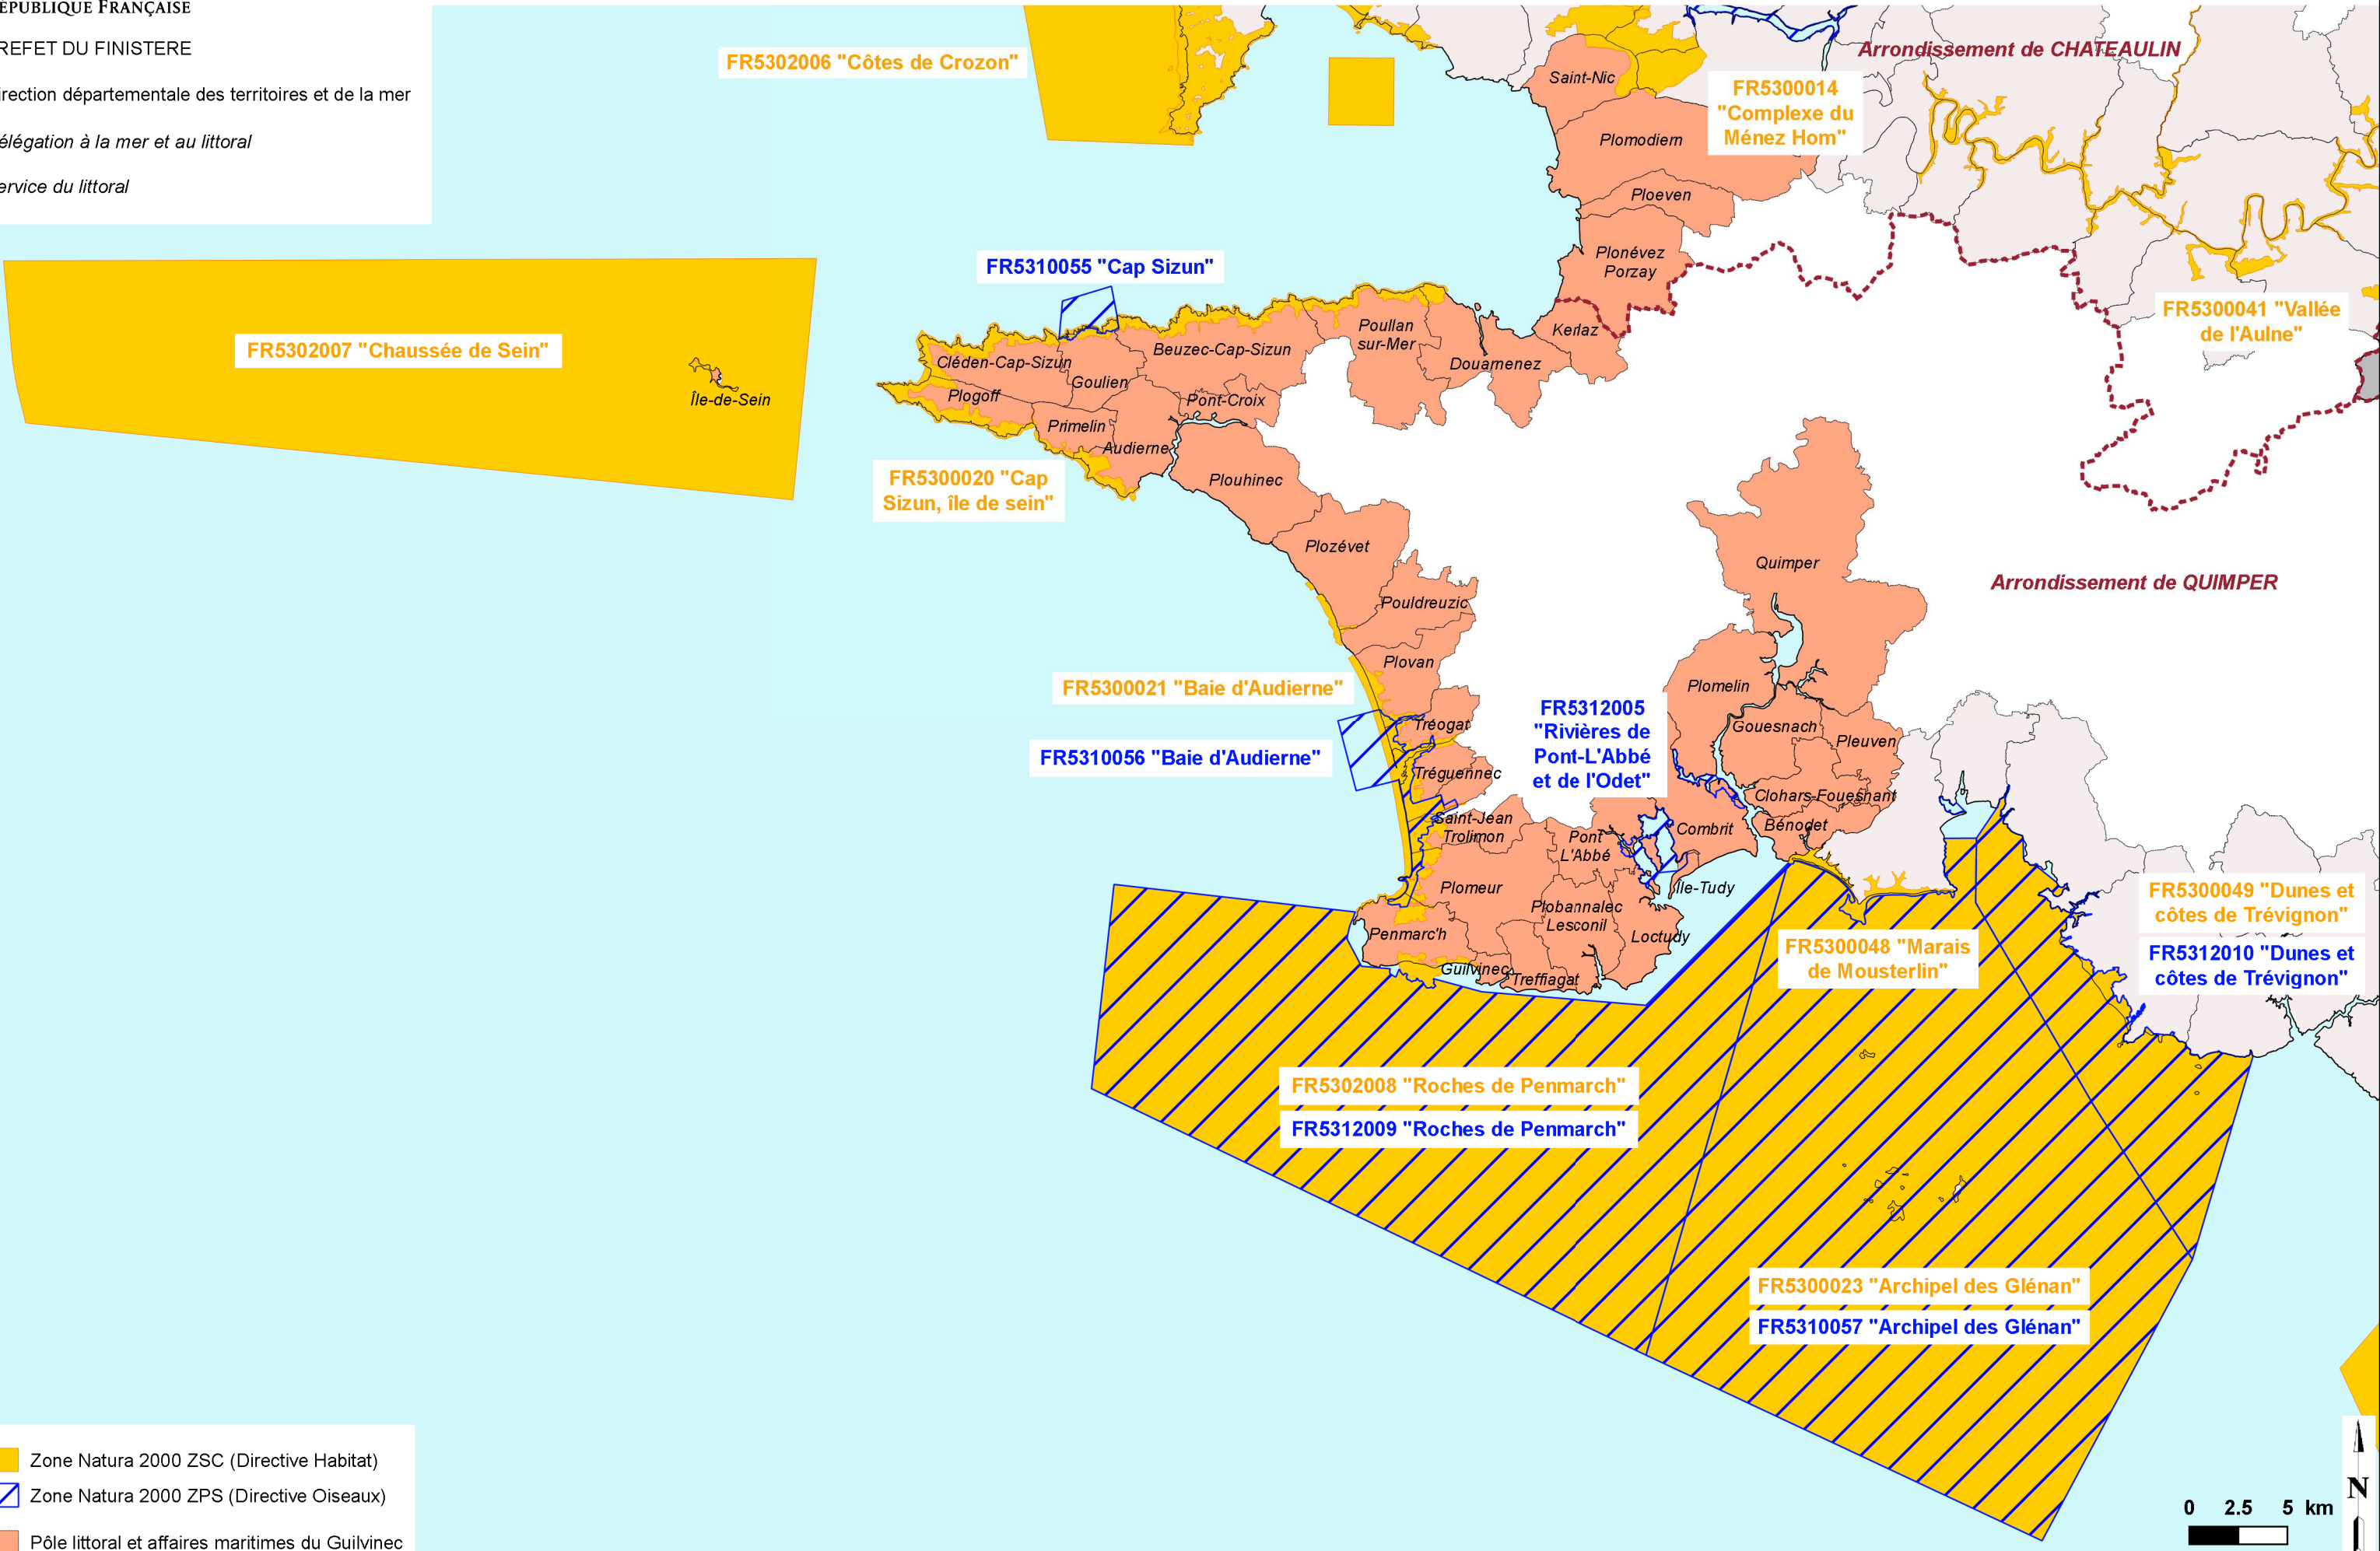 RÉPUBLIQUE FRANÇAISE
REFET DU FINISTERE
irection départementale des territoires et de la mer
élégation à la mer et au littoral
ervice du littoral
FR5302006 "Côtes de Crozon"
Arrondissement de CHATEAULIN
Saint-Nic
FR5300014
"Complexe du
Ménez Hom"
Plomodiern
Ploeven
Plonévez
Porzay
FR5310055 "Cap Sizun"
FR5300041 "Vallée
de l'Aulne"
FR5302007 "Chaussée de Sein"
Île-de-Sein
Cléden-Cap-Sizun
Goulien
Beuzec-Cap-Sizun
Poullan
sur-Mer
Kerlaz
Douarnenez
Plogoff
Pont-Croix
Primelin
Audierne
FR5300020 "Cap
Sizun, île de sein"
Plouhinec
Plozévet
Quimper
Arrondissement de QUIMPER
Pouldreuzic
Plovan
FR5300021 "Baie d'Audierne"
Plomelin
FR5312005
"Rivières de
Pont-L'Abbé
et de l'Odet"
Tréogat
Gouesnach
Pleuven
FR5310056 "Baie d'Audierne"
Tréguennec
Clohars-Fouesnant
Saint-Jean
Trolimon
Pont
L'Abbé
Combrit
Bénodet
Plomeur
Île-Tudy
Plobannalec
Lesconil
Penmarc'h
Loctudy
Guilvinec
Treffiagat
FR5300049 "Dunes et
côtes de Trévignon"
FR5300048 "Marais
de Mousterlin"
FR5312010 "Dunes et
côtes de Trévignon"
FR5302008 "Roches de Penmarch"
FR5312009 "Roches de Penmarch"
FR5300023 "Archipel des Glénan"
FR5310057 "Archipel des Glénan"
Zone Natura 2000 ZSC (Directive Habitat)
Zone Natura 2000 ZPS (Directive Oiseaux)
Pôle littoral et affaires maritimes du Guilvinec
N
0 2.5 5 km